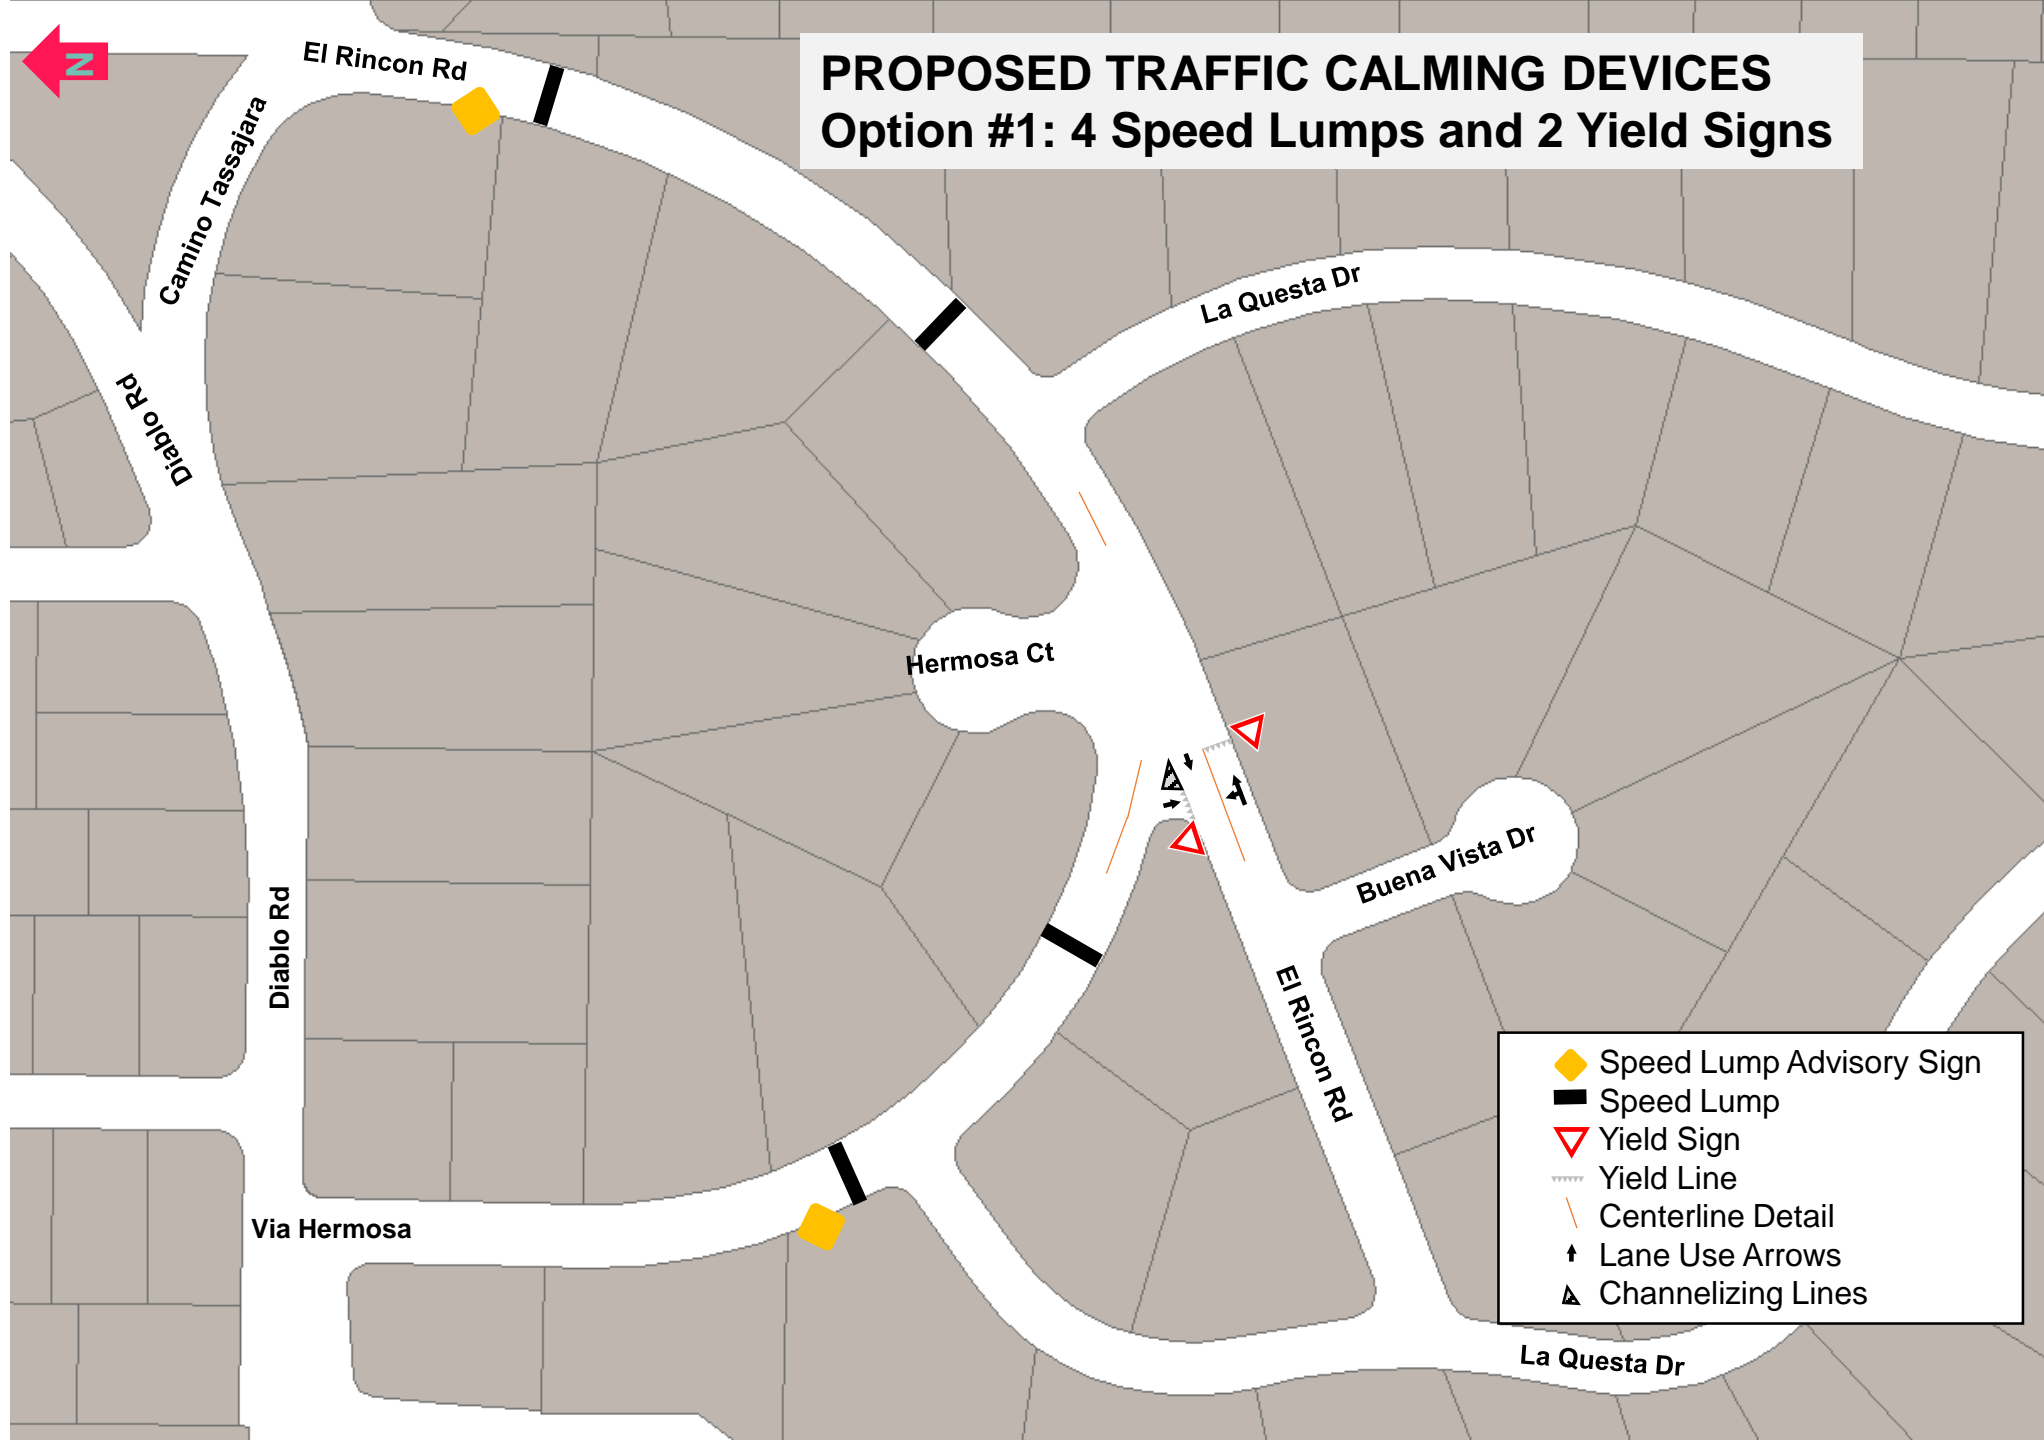 PROPOSED TRAFFIC CALMING DEVICES
Option #1: 4 Speed Lumps and 2 Yield Signs
N
El Rincon Rd
Camino Tassajara
La Questa Dr
Diablo Rd
Hermosa Ct
Buena Vista Dr
Diablo Rd
El Rincon Rd
Via Hermosa
La Questa Dr
Speed Lump Advisory Sign
Speed Lump
Yield Sign
Yield Line
Centerline Detail
Lane Use Arrows
Channelizing Lines